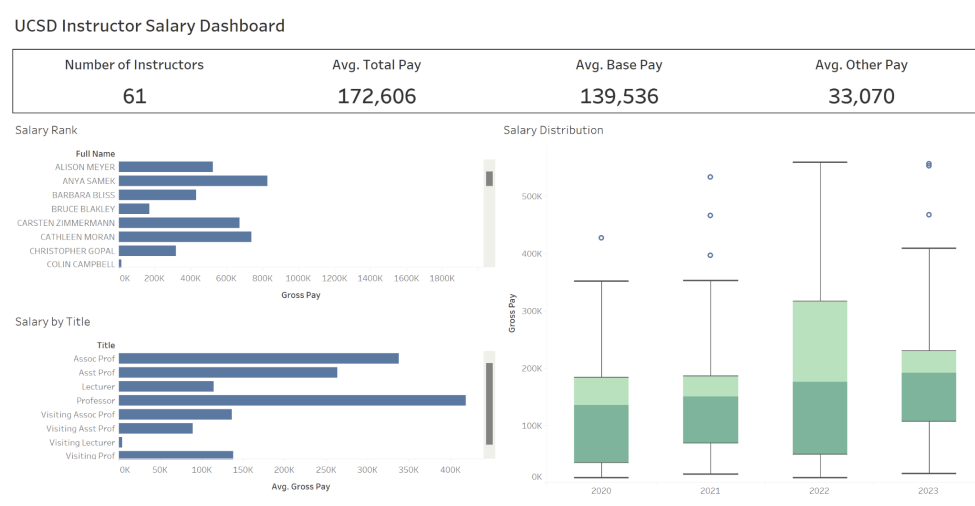 UCSD Instructor Salary Dashboard
Number of Instructors
61
Avg. Total Pay
172,606
Avg. Base Pay
139,536
Avg. Other Pay
33,070
Salary Rank
Full Name
ALISON MEYER
ANYA SAMEK
BARBARA BLISS
BRUCE BLAKLEY
CARSTEN ZIMMERMANN
CATHLEEN MORAN
CHRISTOPHER GOPAL
COLIN CAMPBELL
0K 200K 400K 600K 800K 1000K 1200K 1400K 1600K 1800K
Gross Pay
Salary by Title
Title
Assoc Prof
Asst Prof
Lecturer
Professor
Visiting Assoc Prof
Visiting Asst Prof
Visiting Lecturer
Visiting Prof
0K 50K 100K 150K 200K 250K 300K 350K 400K
Avg. Gross Pay
Salary Distribution
Gross Pay
500K
400K
300K
200K
100K
0K
2020 2021 2022 2023